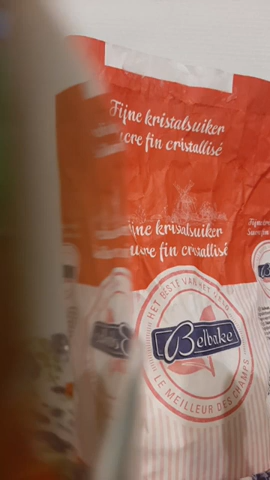 Fijne kristalsuiker
sucre fin cristallisé
fijne kristalsuiker
sucre fin cristallisé
HET BESTE VAN HET VELD
Belbake
LE MEILLEUR DES CHAMPS